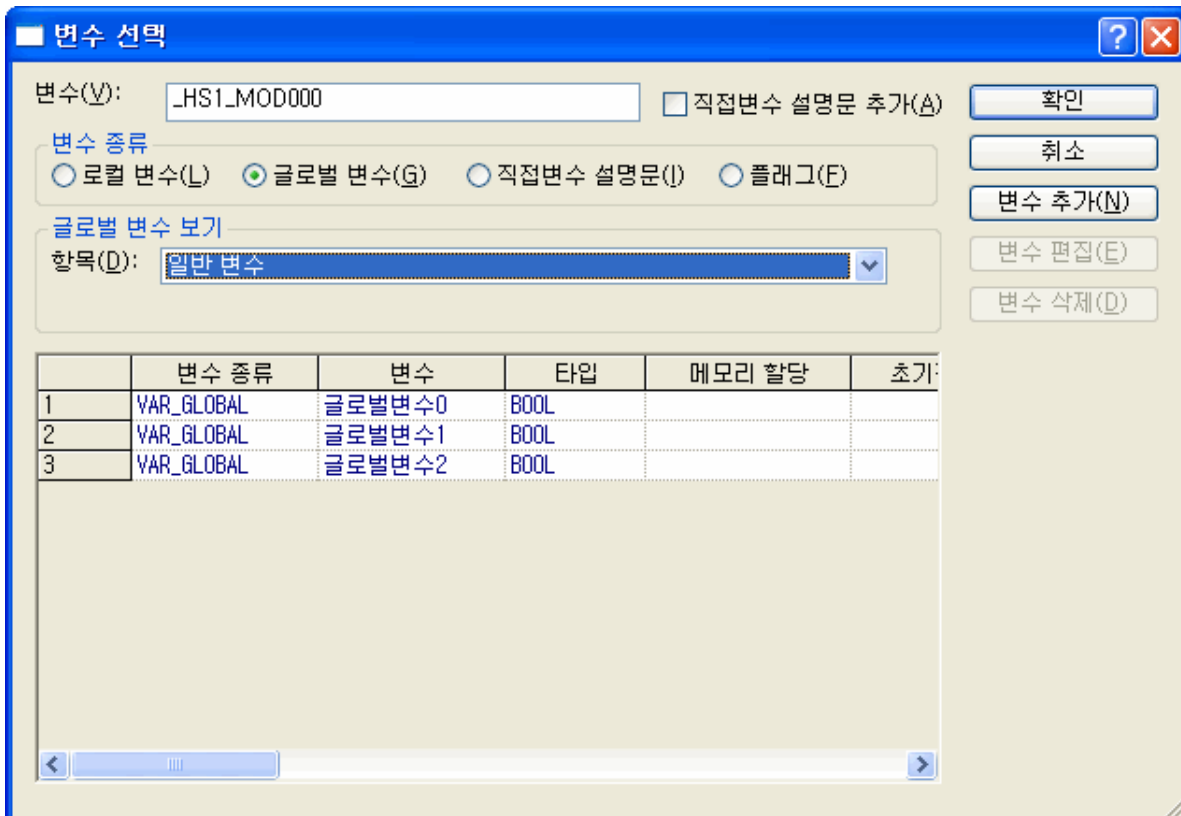 변수 선택
변수(V): _HS1_MOD000 직접변수 설명문 추가(A) 확인
변수 종류 취소
로컬 변수(L) 글로벌 변수(G) 직접변수 설명문(I) 플래그(F)
변수 추가(N)
글로벌 변수 보기
항목(D): 일반 변수 변수 편집(E)
변수 삭제(D)
변수 종류 변수 타입 메모리 할당 초기
1 VAR_GLOBAL 글로벌변수0 BOOL
2 VAR_GLOBAL 글로벌변수1 BOOL
3 VAR_GLOBAL 글로벌변수2 BOOL